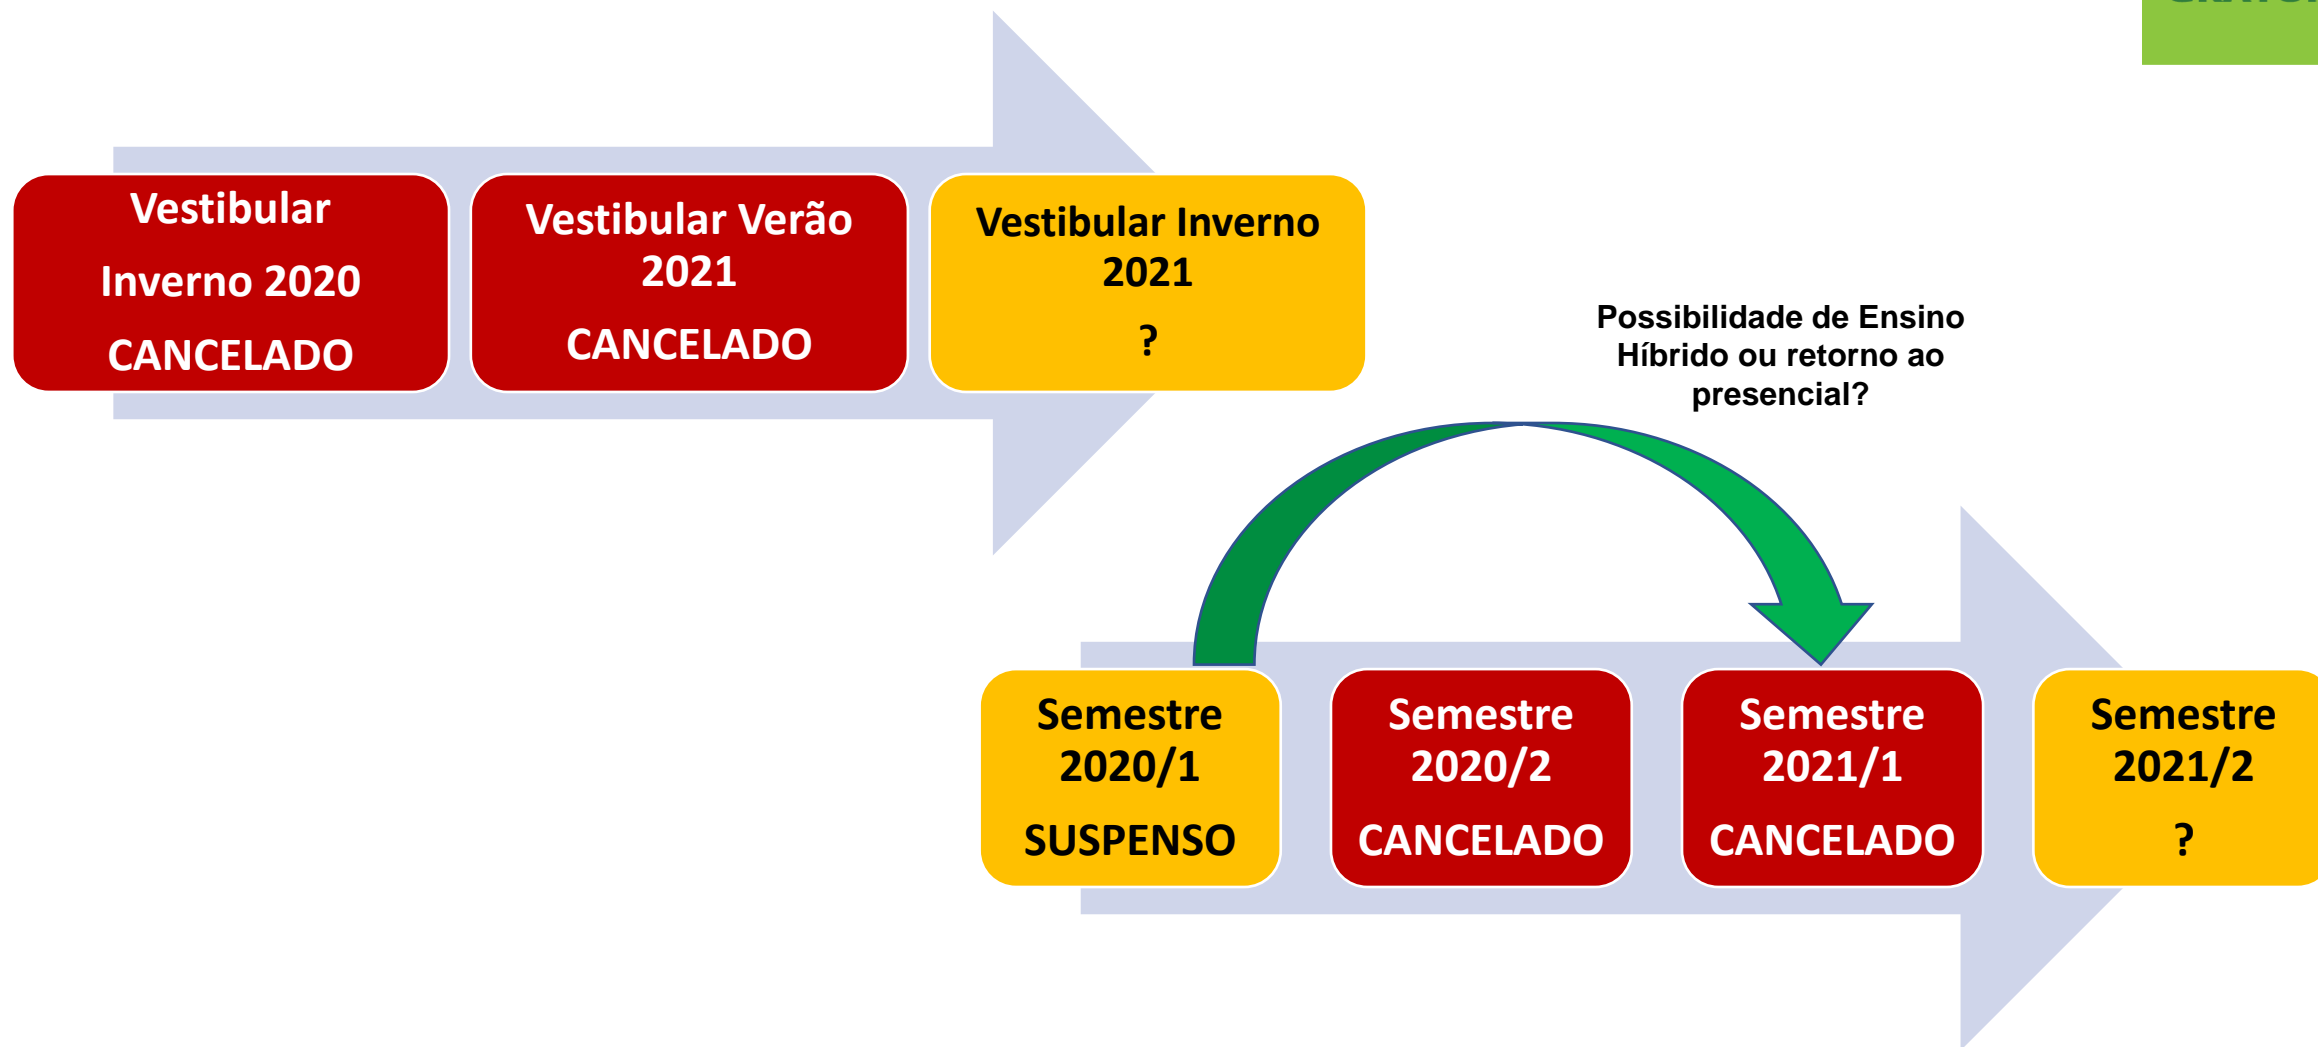 Vestibular
Inverno 2020
CANCELADO
Vestibular Verão
2021
CANCELADO
Vestibular Inverno
2021
?
Possibilidade de Ensino
Híbrido ou retorno ao
presencial?
Semestre
2020/1
SUSPENSO
Semestre
2020/2
CANCELADO
Semestre
2021/1
CANCELADO
Semestre
2021/2
?